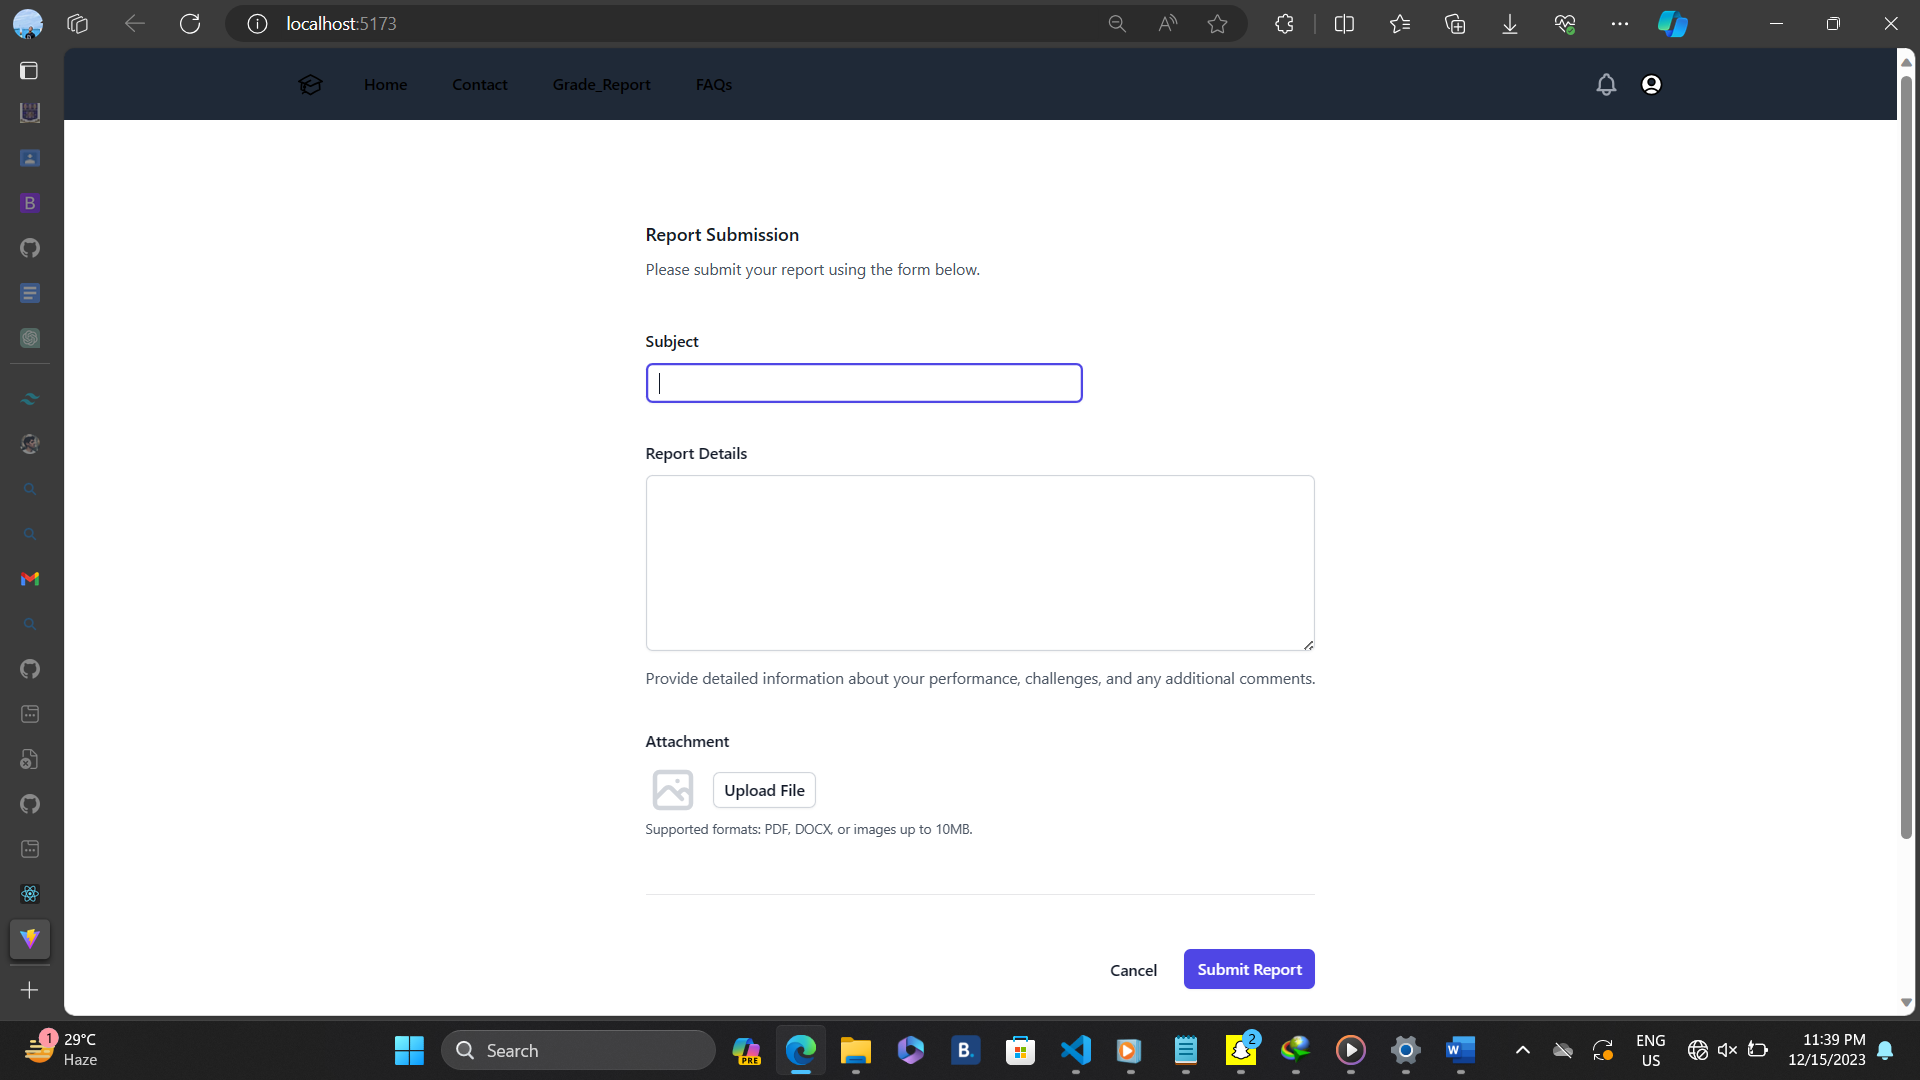 localhost:5173
Home Contact Grade_Report FAQs
Report Submission
Please submit your report using the form below.
Subject
Report Details
Provide detailed information about your performance, challenges, and any additional comments.
Attachment
Upload File
Supported formats: PDF, DOCX, or images up to 10MB.
Cancel Submit Report
B
1
29°C
Haze
Search
PRE
B.
2
W
ENG
US
11:39 PM
12/15/2023